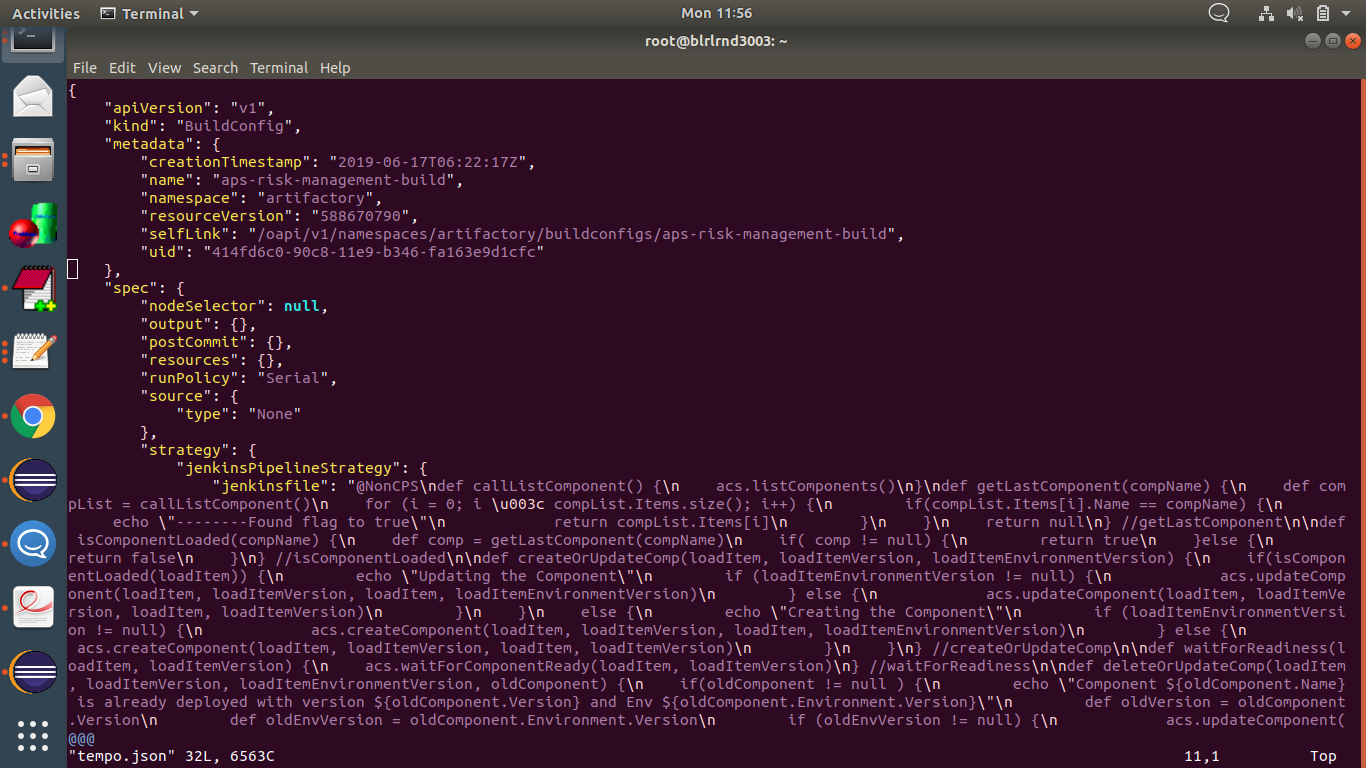 Activities Terminal Mon 11:56
root@blrlrnd3003: ~
File Edit View Search Terminal Help
{
    "apiVersion": "v1",
    "kind": "BuildConfig",
    "metadata": {
        "creationTimestamp": "2019-06-17T06:22:17Z",
        "name": "aps-risk-management-build",
        "namespace": "artifactory",
        "resourceVersion": "588670790",
        "selfLink": "/oapi/v1/namespaces/artifactory/buildconfigs/aps-risk-management-build",
        "uid": "414fd6c0-90c8-11e9-b346-fa163e9d1cfc"
    },
    "spec": {
        "nodeSelector": null,
        "output": {},
        "postCommit": {},
        "resources": {},
        "runPolicy": "Serial",
        "source": {
            "type": "None"
        },
        "strategy": {
            "jenkinsPipelineStrategy": {
                "jenkinsfile": "@NonCPS\ndef callListComponent() {\n    acs.listComponents()\n}\ndef getLastComponent(compName) {\n    def com
pList = callListComponent()\n    for (i = 0; i \u003c compList.Items.size(); i++) {\n        if(compList.Items[i].Name == compName) {\n
     echo \"--------Found flag to true\"\n            return compList.Items[i]\n        }\n    }\n    return null\n} //getLastComponent\n\ndef
 isComponentLoaded(compName) {\n    def comp = getLastComponent(compName)\n    if( comp != null) {\n        return true\n    }else {\n
return false\n    }\n} //isComponentLoaded\n\ndef createOrUpdateComp(loadItem, loadItemVersion, loadItemEnvironmentVersion) {\n    if(isCompon
entLoaded(loadItem)) {\n        echo \"Updating the Component\"\n        if (loadItemEnvironmentVersion != null) {\n            acs.updateComp
onent(loadItem, loadItemVersion, loadItem, loadItemEnvironmentVersion)\n        } else {\n            acs.updateComponent(loadItem, loadItemVe
rsion, loadItem, loadItemVersion)\n        }\n    }\n    else {\n        echo \"Creating the Component\"\n        if (loadItemEnvironmentVersi
on != null) {\n            acs.createComponent(loadItem, loadItemVersion, loadItem, loadItemEnvironmentVersion)\n        } else {\n
 acs.createComponent(loadItem, loadItemVersion, loadItem, loadItemVersion)\n        }\n    }\n} //createOrUpdateComp\n\ndef waitForReadiness(l
oadItem, loadItemVersion) {\n    acs.waitForComponentReady(loadItem, loadItemVersion)\n} //waitForReadiness\n\ndef deleteOrUpdateComp(loadItem
, loadItemVersion, loadItemEnvironmentVersion, oldComponent) {\n    if(oldComponent != null ) {\n        echo \"Component ${oldComponent.Name}
 is already deployed with version ${oldComponent.Version} and Env ${oldComponent.Environment.Version}\"\n        def oldVersion = oldComponent
.Version\n        def oldEnvVersion = oldComponent.Environment.Version\n        if (oldEnvVersion != null) {\n            acs.updateComponent(
@@@
"tempo.json" 32L, 6563C 11,1 Top